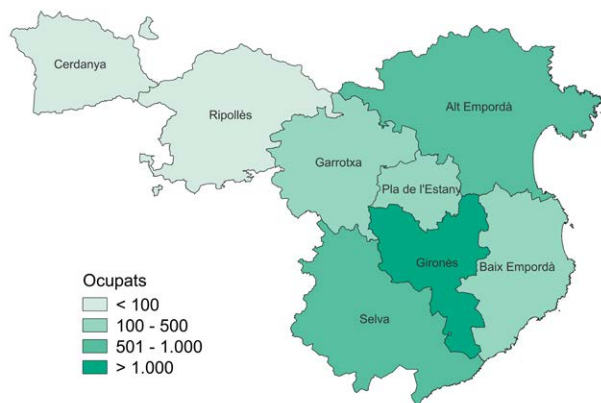 Cerdanya
Ripollès
Alt Empordà
Garrotxa
Pla de l'Estany
Gironès
Baix Empordà
Selva
Ocupats
< 100
100 - 500
501 - 1.000
> 1.000